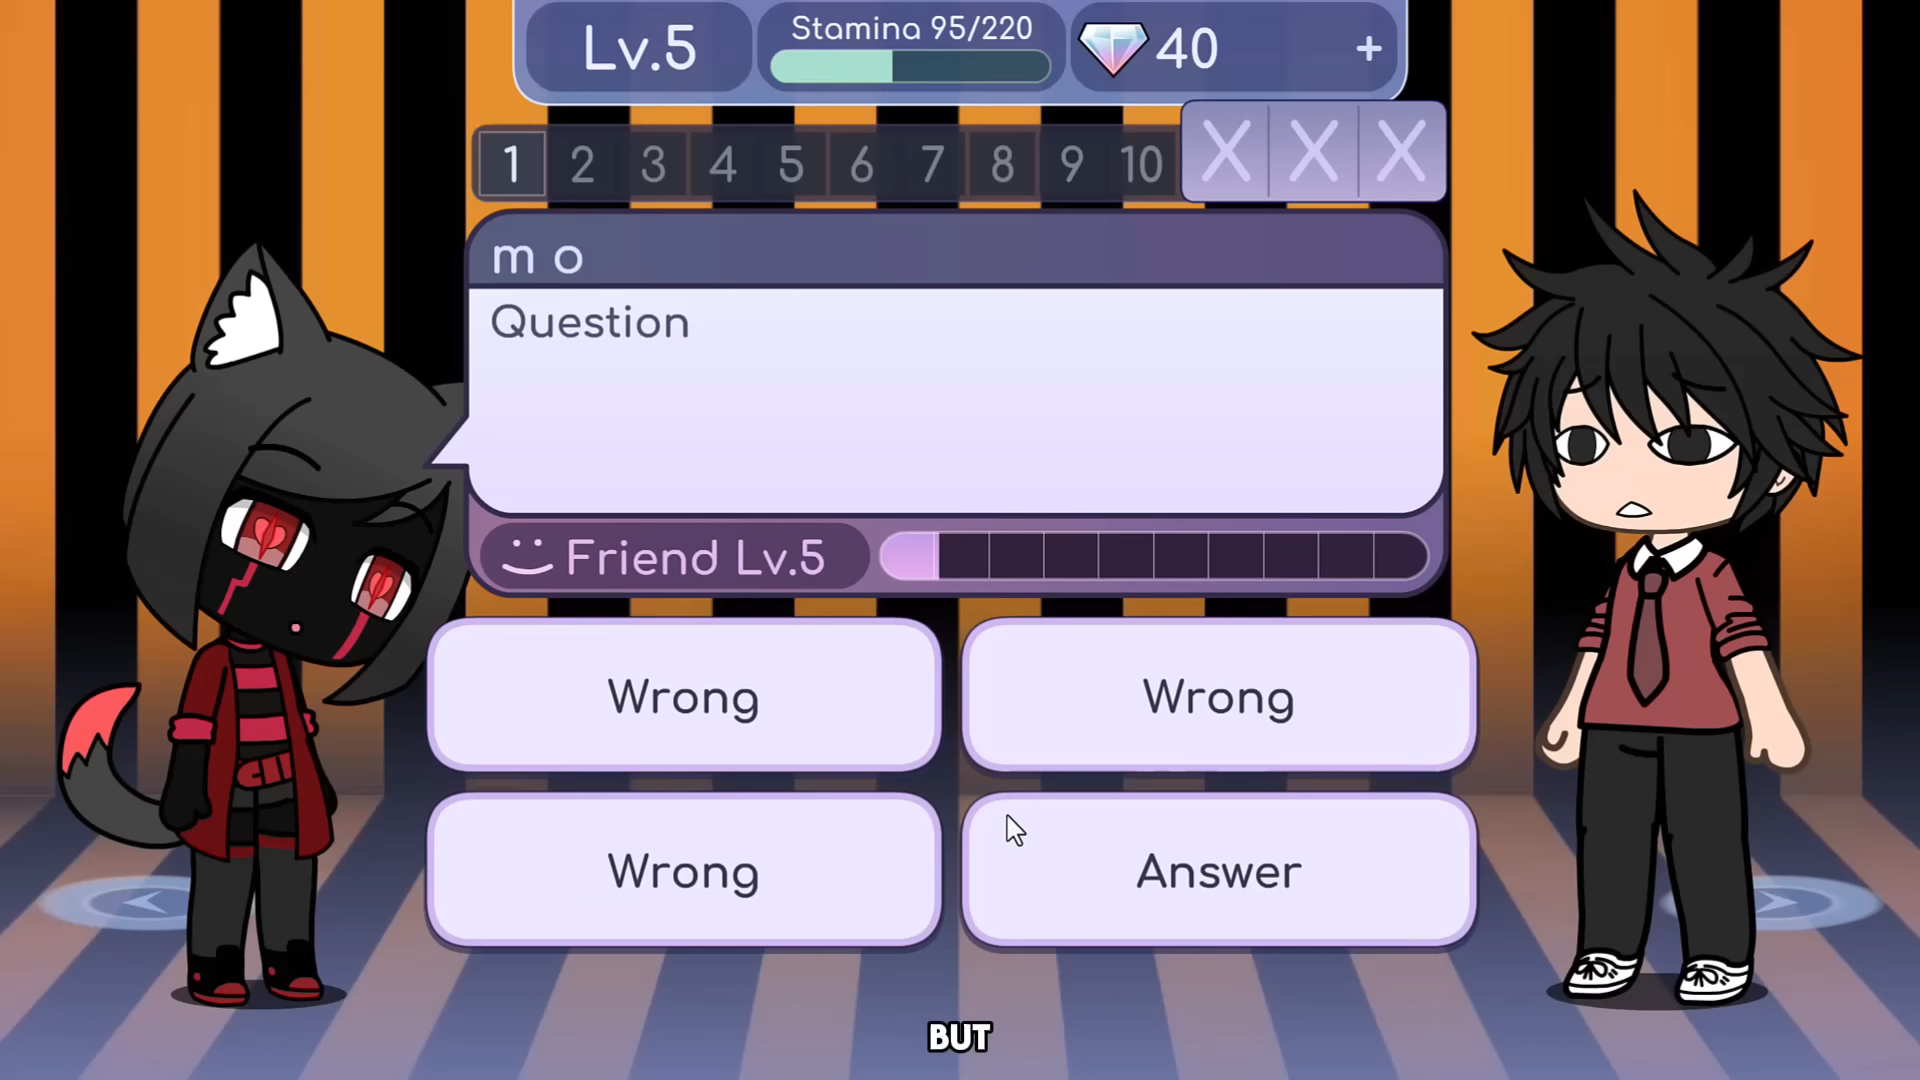 Lv.5
Stamina 95/220
40 +
1 2 3 4 5 6 7 8 9 10 X X X
m o
Question
Friend Lv.5
Wrong Wrong
Wrong Answer
BUT